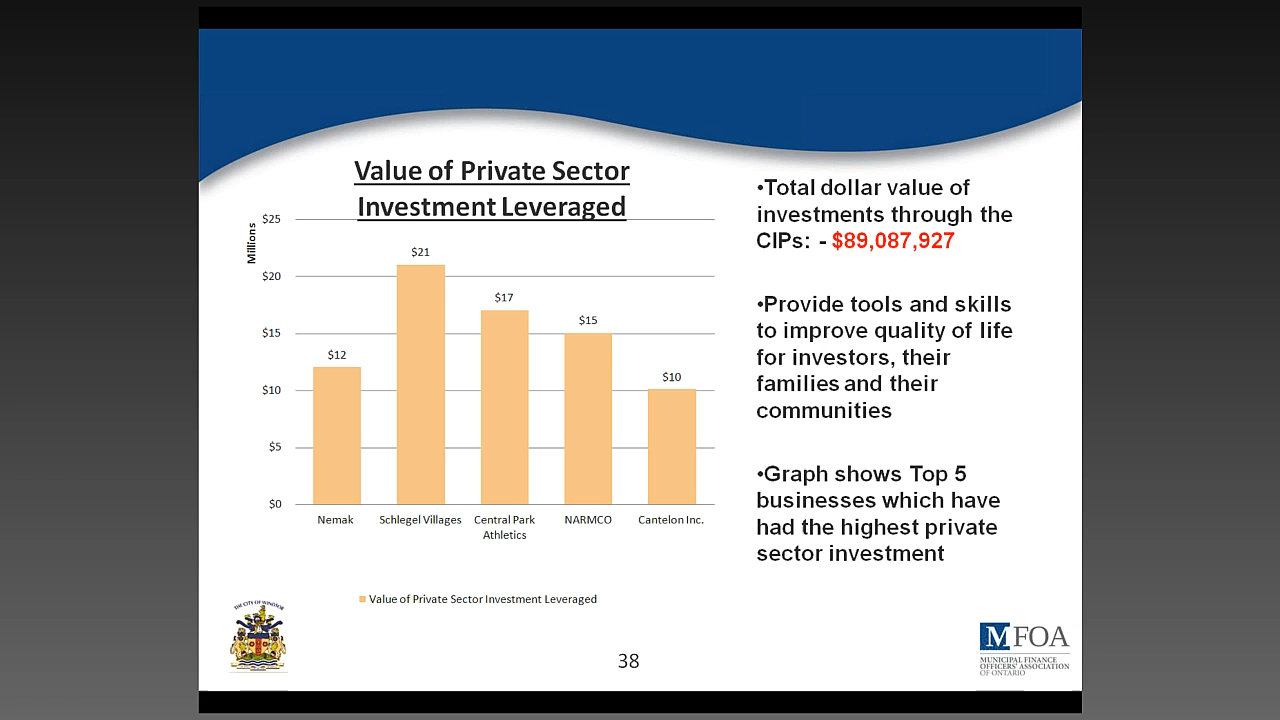 Value of Private Sector
Investment Leveraged
Millions
$25
$20
$15
$10
$5
$0
$12
$21
$17
$15
$10
Nemak
Schlegel Villages
Central Park
Athletics
NARMCO
Cantelon Inc.
Value of Private Sector Investment Leveraged
•Total dollar value of
investments through the
CIPs: - $89,087,927
•Provide tools and skills
to improve quality of life
for investors, their
families and their
communities
•Graph shows Top 5
businesses which have
had the highest private
sector investment
THE CITY OF WINDSOR
38
MFOA
MUNICIPAL FINANCE
OFFICERS' ASSOCIATION
OF ONTARIO